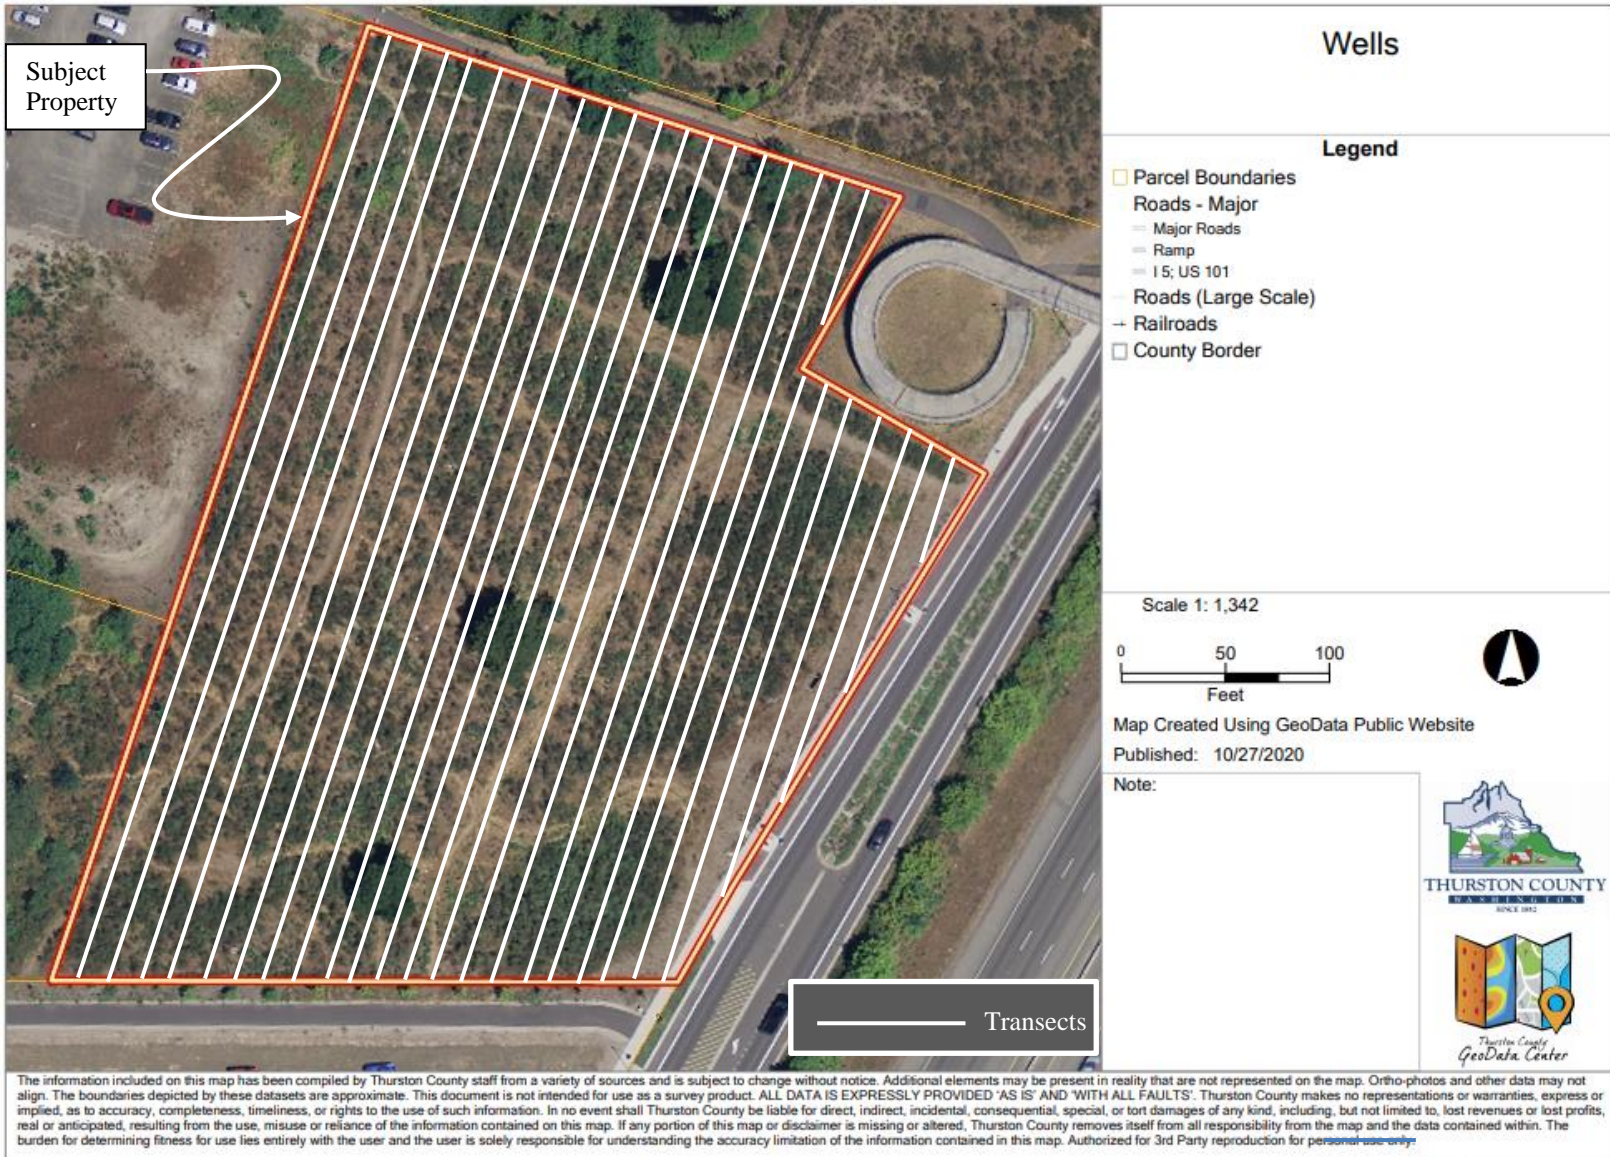 Wells
Subject
Property
Legend
Parcel Boundaries
Roads - Major
Major Roads
Ramp
I 5; US 101
Roads (Large Scale)
Railroads
County Border
Scale 1: 1,342
0 50 100
Feet
Map Created Using GeoData Public Website
Published: 10/27/2020
Note:
THURSTON COUNTY
WASHINGTON
SINCE 1852
Thurston County
GeoData Center
Transects
The information included on this map has been compiled by Thurston County staff from a variety of sources and is subject to change without notice. Additional elements may be present in reality that are not represented on the map. Ortho-photos and other data may not
align. The boundaries depicted by these datasets are approximate. This document is not intended for use as a survey product. ALL DATA IS EXPRESSLY PROVIDED 'AS IS' AND 'WITH ALL FAULTS'. Thurston County makes no representations or warranties, express or
implied, as to accuracy, completeness, timeliness, or rights to the use of such information. In no event shall Thurston County be liable for direct, indirect, incidental, consequential, special, or tort damages of any kind, including, but not limited to, lost revenues or lost profits,
real or anticipated, resulting from the use, misuse or reliance of the information contained on this map. If any portion of this map or disclaimer is missing or altered, Thurston County removes itself from all responsibility from the map and the data contained within. The
burden for determining fitness for use lies entirely with the user and the user is solely responsible for understanding the accuracy limitation of the information contained in this map. Authorized for 3rd Party reproduction for personal use only.